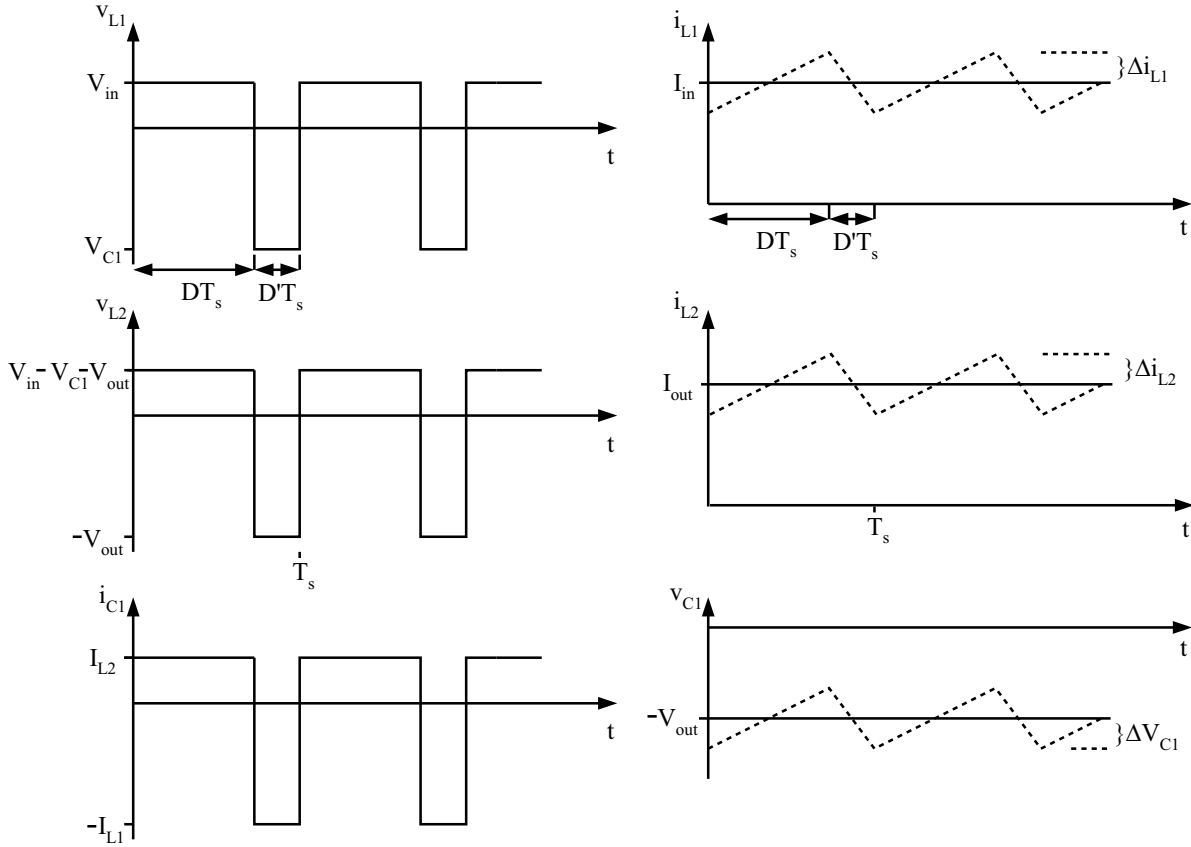 v_L1
V_in
V_C1
t
DT_s
D'T_s
i_L1
I_in
}Δi_L1
t
DT_s
D'T_s
v_L2
V_in-V_C1-V_out
-V_out
t
T_s
i_L2
I_out
}Δi_L2
t
T_s
i_C1
I_L2
-I_L1
t
v_C1
t
-V_out
}ΔV_C1